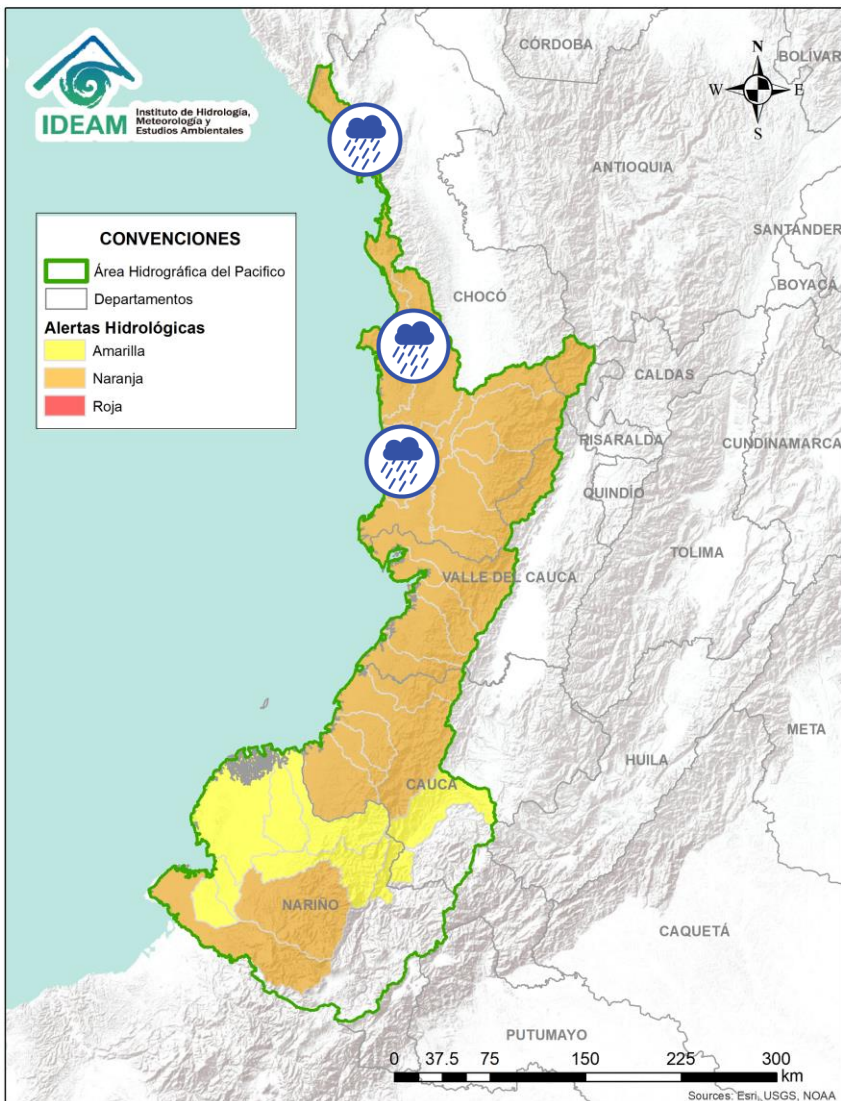 IDEAM
Instituto de Hidrología,
Meteorología y
Estudios Ambientales
CÓRDOBA
BOLÍVAR
N
W
E
S
ANTIOQUIA
SANTANDER
BOYACÁ
CONVENCIONES
Área Hidrográfica del Pacifico
Departamentos
Alertas Hidrológicas
Amarilla
Naranja
Roja
CHOCÓ
CALDAS
RISARALDA
CUNDINAMARCA
QUINDÍO
TOLIMA
VALLE DEL CAUCA
META
HUILA
CAUCA
NARIÑO
CAQUETÁ
PUTUMAYO
0 37.5 75 150 225 300
km
Sources: Esri, USGS, NOAA